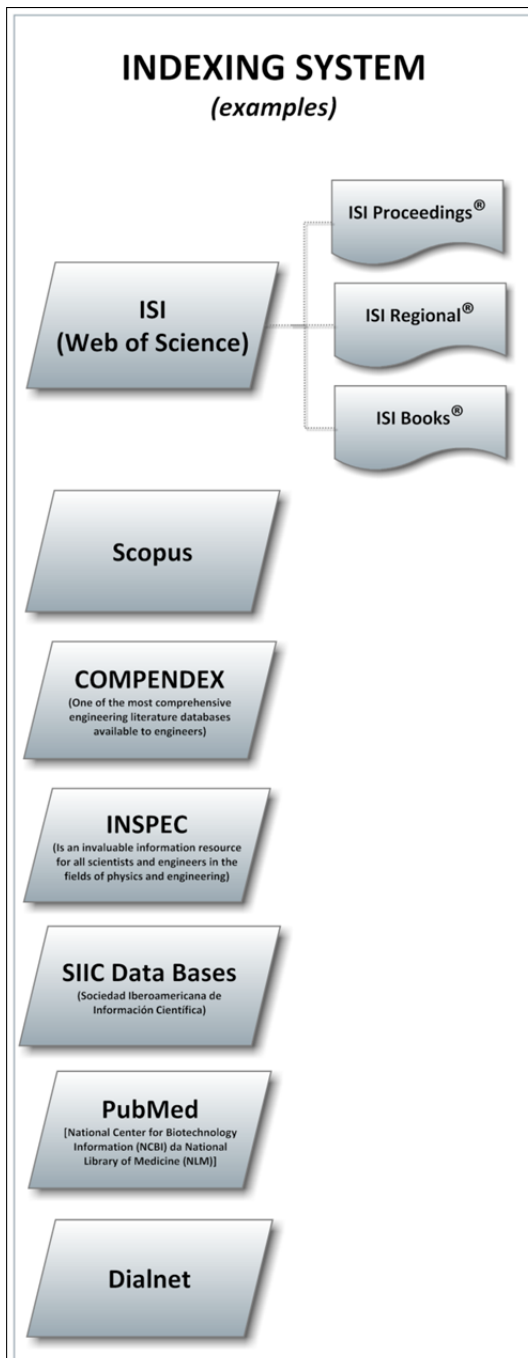 INDEXING SYSTEM
(examples)
ISI
(Web of Science)
ISI Proceedings®
ISI Regional®
ISI Books®
Scopus
COMPENDEX
(One of the most comprehensive
engineering literature databases
available to engineers)
INSPEC
(Is an invaluable information resource
for all scientists and engineers in the
fields of physics and engineering)
SIIC Data Bases
(Sociedad Iberoamericana de
Información Científica)
PubMed
[National Center for Biotechnology
Information (NCBI) da National
Library of Medicine (NLM)]
Dialnet